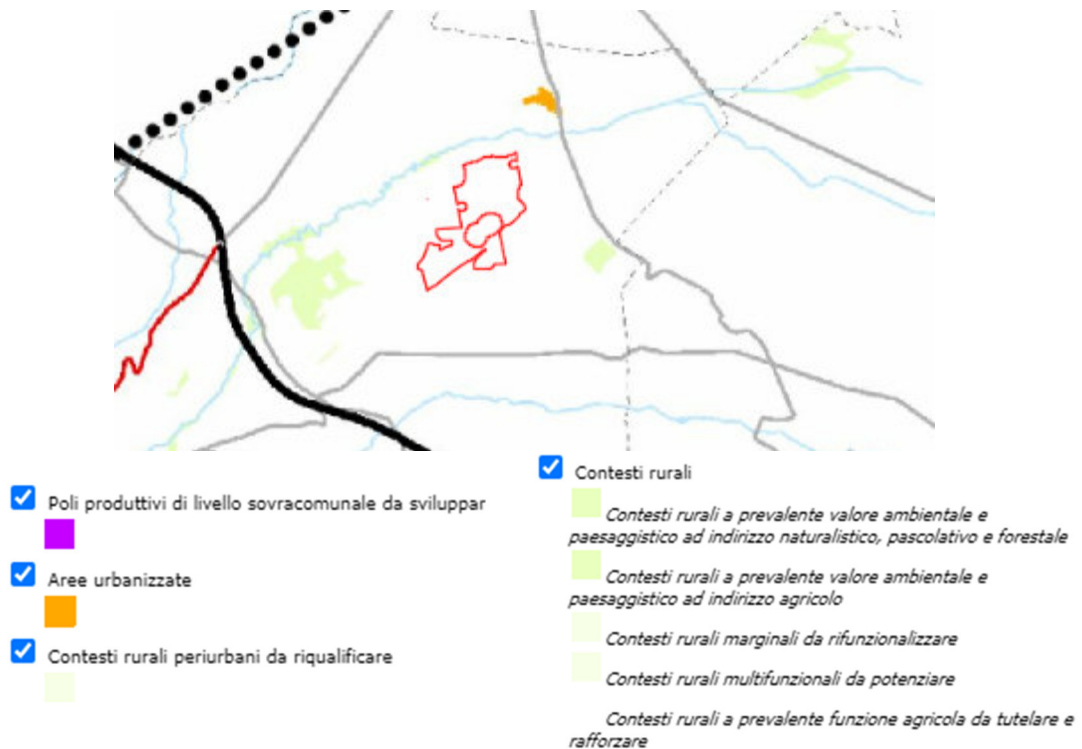 Poli produttivi di livello sovracomunale da sviluppar
Aree urbanizzate
Contesti rurali periurbani da riqualificare
Contesti rurali
Contesti rurali a prevalente valore ambientale e
paesaggistico ad indirizzo naturalistico, pascolativo e forestale
Contesti rurali a prevalente valore ambientale e
paesaggistico ad indirizzo agricolo
Contesti rurali marginali da rifunzionalizzare
Contesti rurali multifunzionali da potenziare
Contesti rurali a prevalente funzione agricola da tutelare e
rafforzare